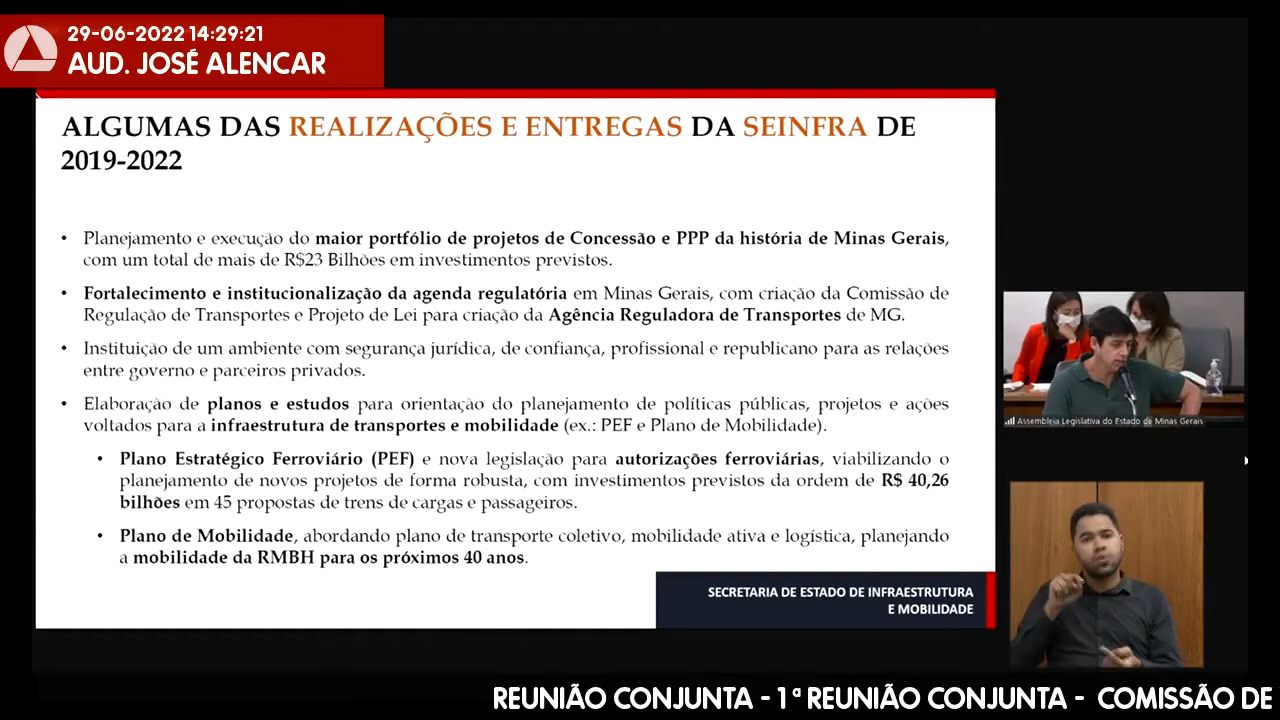 29-06-2022 14:29:21
AUD. JOSÉ ALENCAR
ALGUMAS DAS REALIZAÇÕES E ENTREGAS DA SEINFRA DE
2019-2022
• Planejamento e execução do maior portfólio de projetos de Concessão e PPP da história de Minas Gerais,
com um total de mais de R$23 Bilhões em investimentos previstos.
• Fortalecimento e institucionalização da agenda regulatória em Minas Gerais, com criação da Comissão de
Regulação de Transportes e Projeto de Lei para criação da Agência Reguladora de Transportes de MG.
• Instituição de um ambiente com segurança jurídica, de confiança, profissional e republicano para as relações
entre governo e parceiros privados.
• Elaboração de planos e estudos para orientação do planejamento de políticas públicas, projetos e ações
voltados para a infraestrutura de transportes e mobilidade (ex.: PEF e Plano de Mobilidade).
• Plano Estratégico Ferroviário (PEF) e nova legislação para autorizações ferroviárias, viabilizando o
planejamento de novos projetos de forma robusta, com investimentos previstos da ordem de R$ 40,26
bilhões em 45 propostas de trens de cargas e passageiros.
• Plano de Mobilidade, abordando plano de transporte coletivo, mobilidade ativa e logística, planejando
a mobilidade da RMBH para os próximos 40 anos.
SECRETARIA DE ESTADO DE INFRAESTRUTURA
E MOBILIDADE
Assembleia Legislativa do Estado de Minas Gerais
REUNIÃO CONJUNTA - 1ª REUNIÃO CONJUNTA - COMISSÃO DE